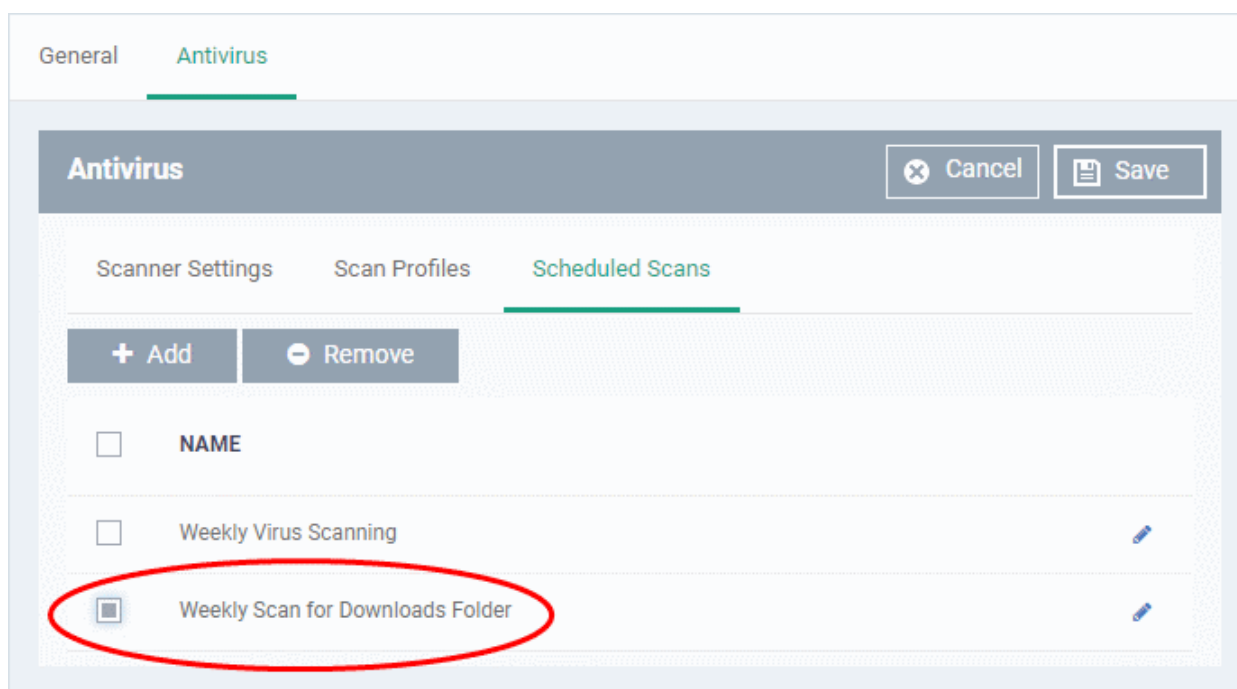 General Antivirus
Antivirus Cancel Save
Scanner Settings Scan Profiles Scheduled Scans
Add Remove
NAME
Weekly Virus Scanning
Weekly Scan for Downloads Folder